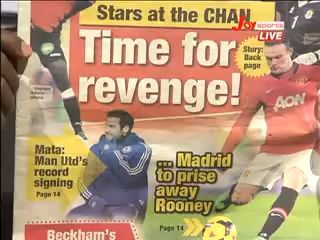 Stars at the CHAN
Joy sports
LIVE
Time for
revenge!
Story:
Back
page
AON
Mata:
Man Utd's
record
signing
Page 14
... Madrid
to prise
away
Rooney
Page 14
Beckham's